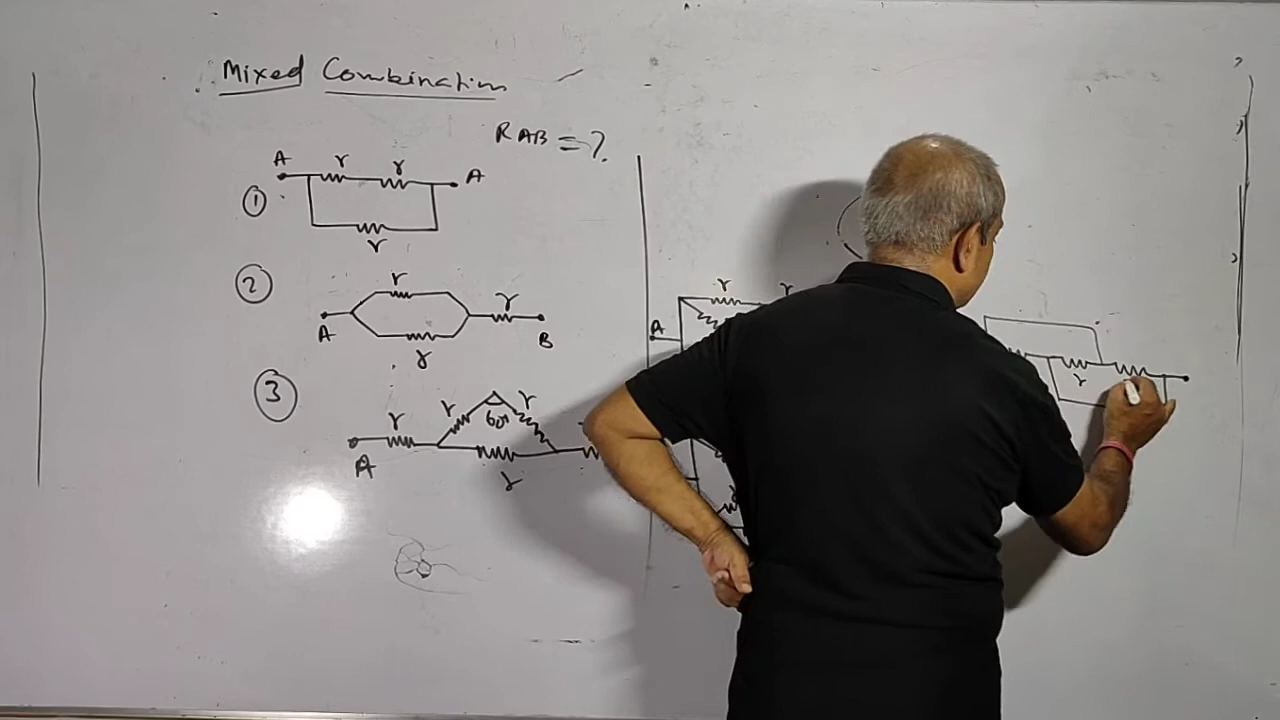 Mixed Combination
RAB = ?
A r r A
①
r
②
r
r
A B
r
③
r r r
60°
A
r
r r
A
r